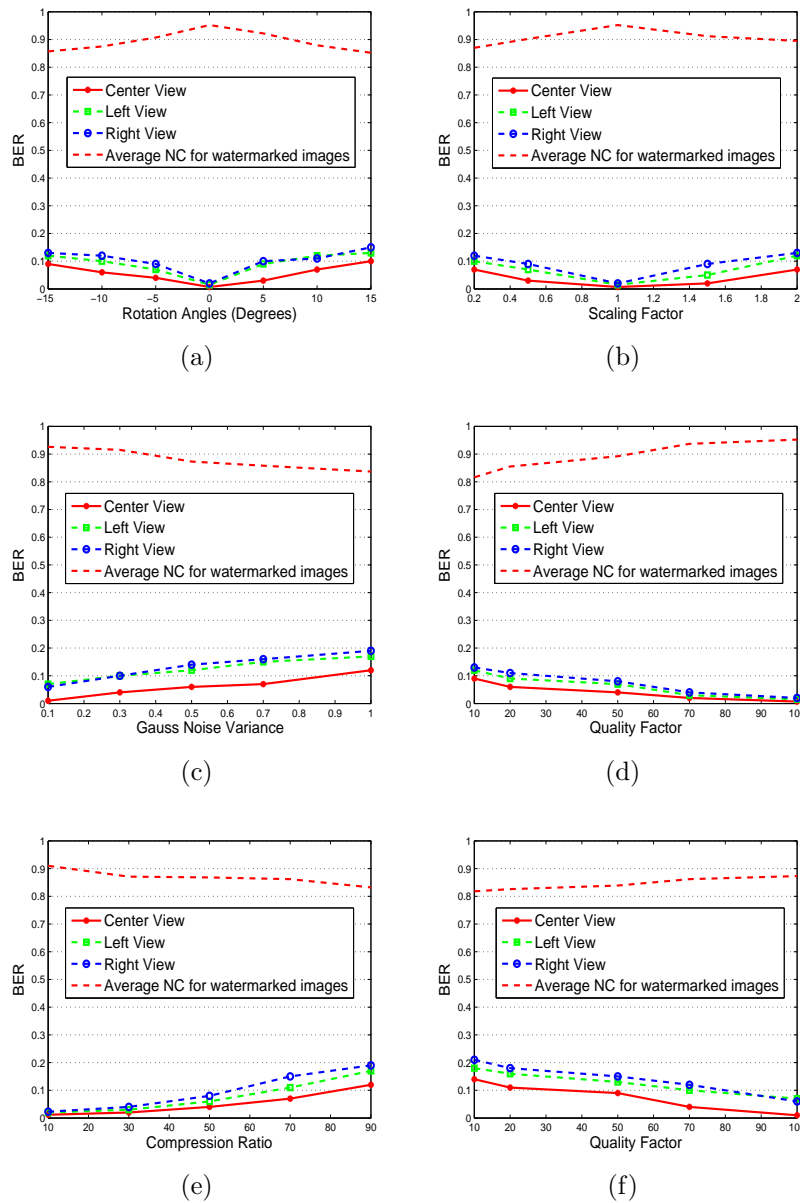 1
0.9
0.8
0.7
0.6
0.5
0.4
0.3
0.2
0.1
0
BER
Center View
Left View
Right View
Average NC for watermarked images
−15 −10 −5 0 5 10 15
Rotation Angles (Degrees)
(a)
1
0.9
0.8
0.7
0.6
0.5
0.4
0.3
0.2
0.1
0
BER
Center View
Left View
Right View
Average NC for watermarked images
0.2 0.4 0.6 0.8 1 1.2 1.4 1.6 1.8 2
Scaling Factor
(b)
1
0.9
0.8
0.7
0.6
0.5
0.4
0.3
0.2
0.1
0
BER
Center View
Left View
Right View
Average NC for watermarked images
0.1 0.3 0.5 0.7 1
Gauss Noise Variance
(c)
1
0.9
0.8
0.7
0.6
0.5
0.4
0.3
0.2
0.1
0
BER
Center View
Left View
Right View
Average NC for watermarked images
10 20 30 40 50 60 70 80 90 100
Quality Factor
(d)
1
0.9
0.8
0.7
0.6
0.5
0.4
0.3
0.2
0.1
0
BER
Center View
Left View
Right View
Average NC for watermarked images
10 20 30 40 50 60 70 80 90
Compression Ratio
(e)
1
0.9
0.8
0.7
0.6
0.5
0.4
0.3
0.2
0.1
0
BER
Center View
Left View
Right View
Average NC for watermarked images
10 20 30 40 50 60 70 80 90 100
Quality Factor
(f)